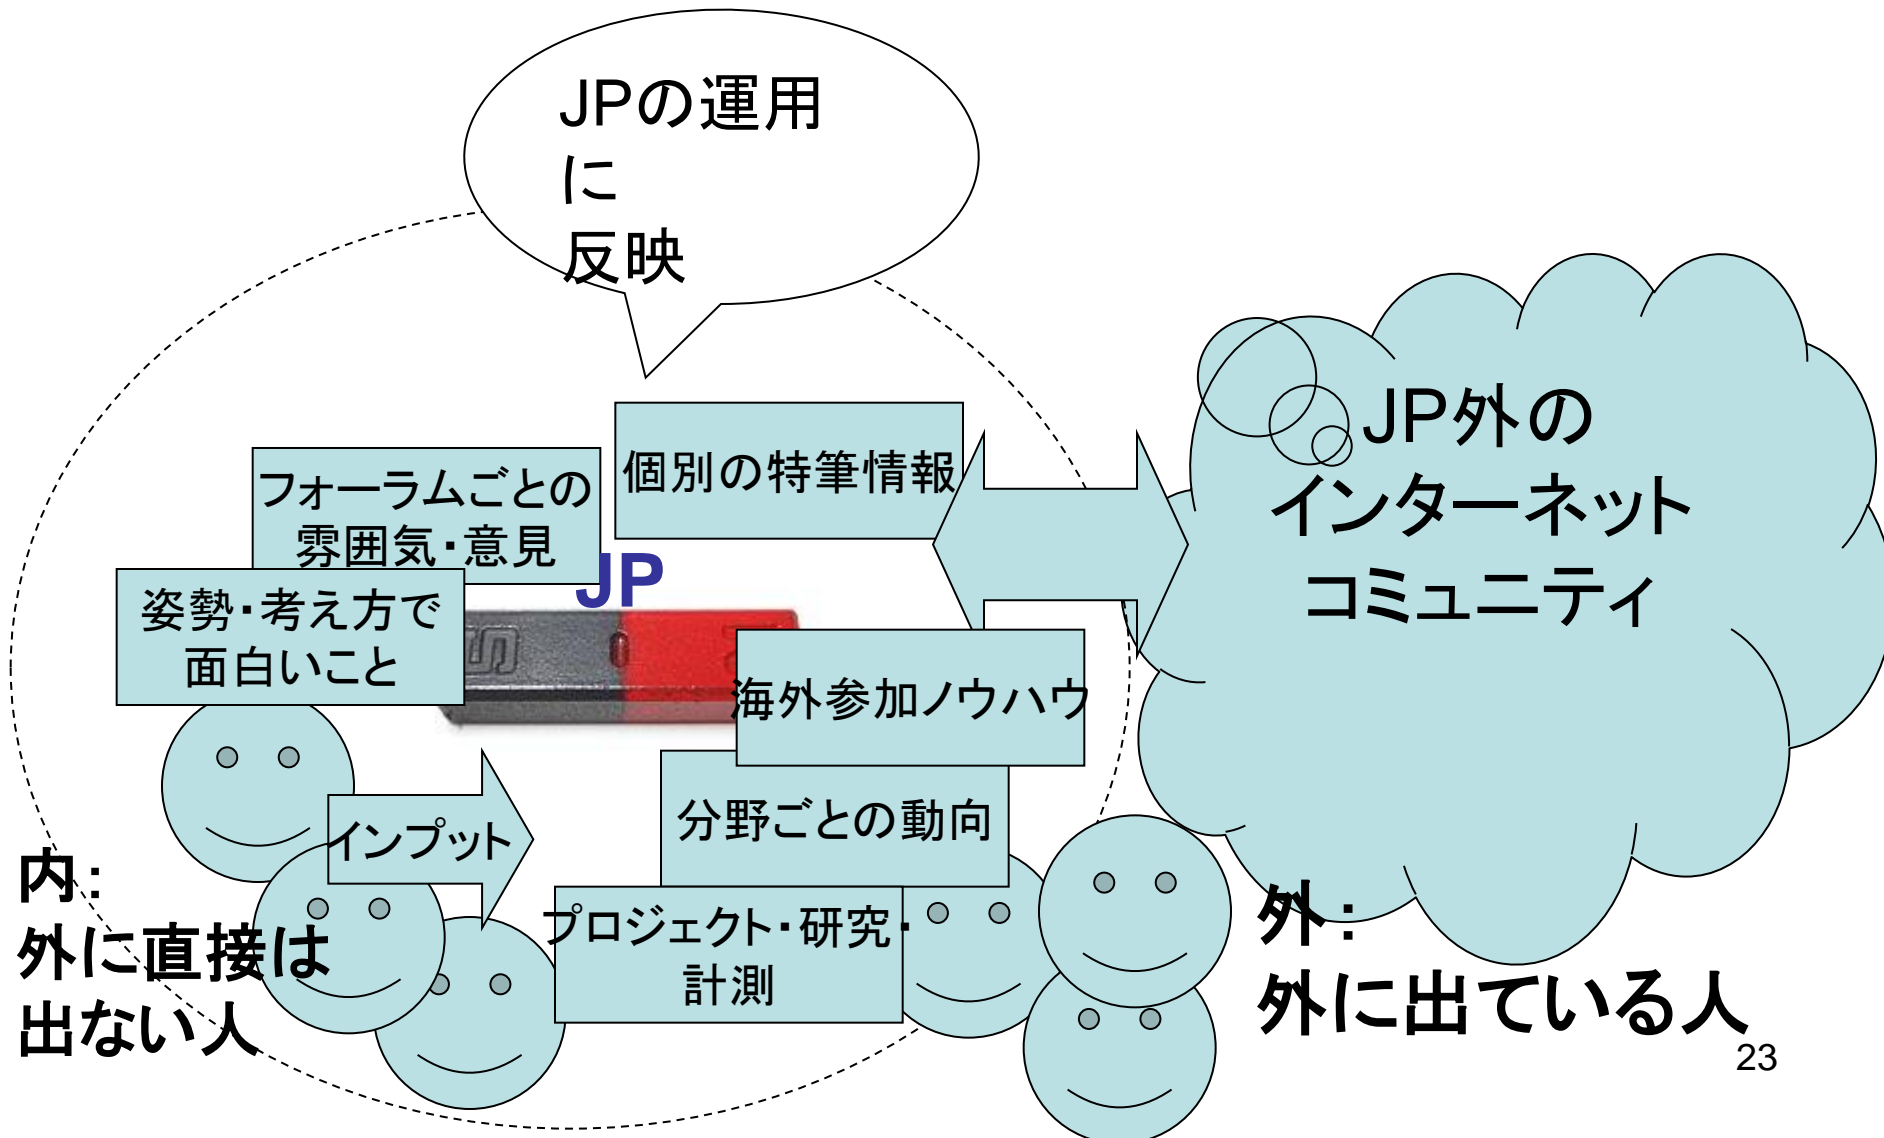 JPの運用
に
反映
個別の特筆情報
フォーラムごとの
雰囲気・意見
JP
姿勢・考え方で
面白いこと
JP外の
インターネット
コミュニティ
海外参加ノウハウ
分野ごとの動向
インプット
プロジェクト・研究・
計測
内:
外に直接は
出ない人
外:
外に出ている人
S
23